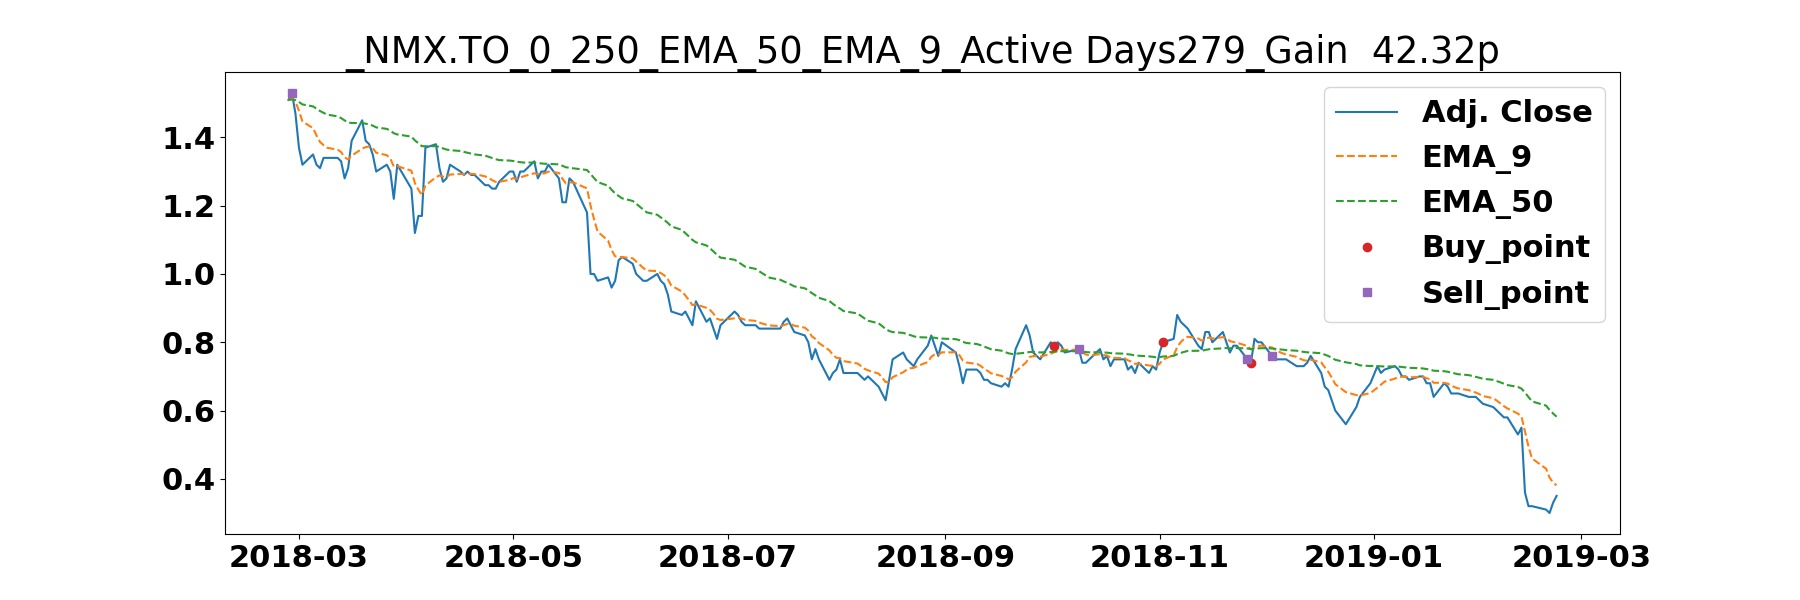 _NMX.TO_0_250_EMA_50_EMA_9_Active Days279_Gain  42.32p
1.4
1.2
1.0
0.8
0.6
0.4
2018-03 2018-05 2018-07 2018-09 2018-11 2019-01 2019-03
Adj. Close
EMA_9
EMA_50
Buy_point
Sell_point